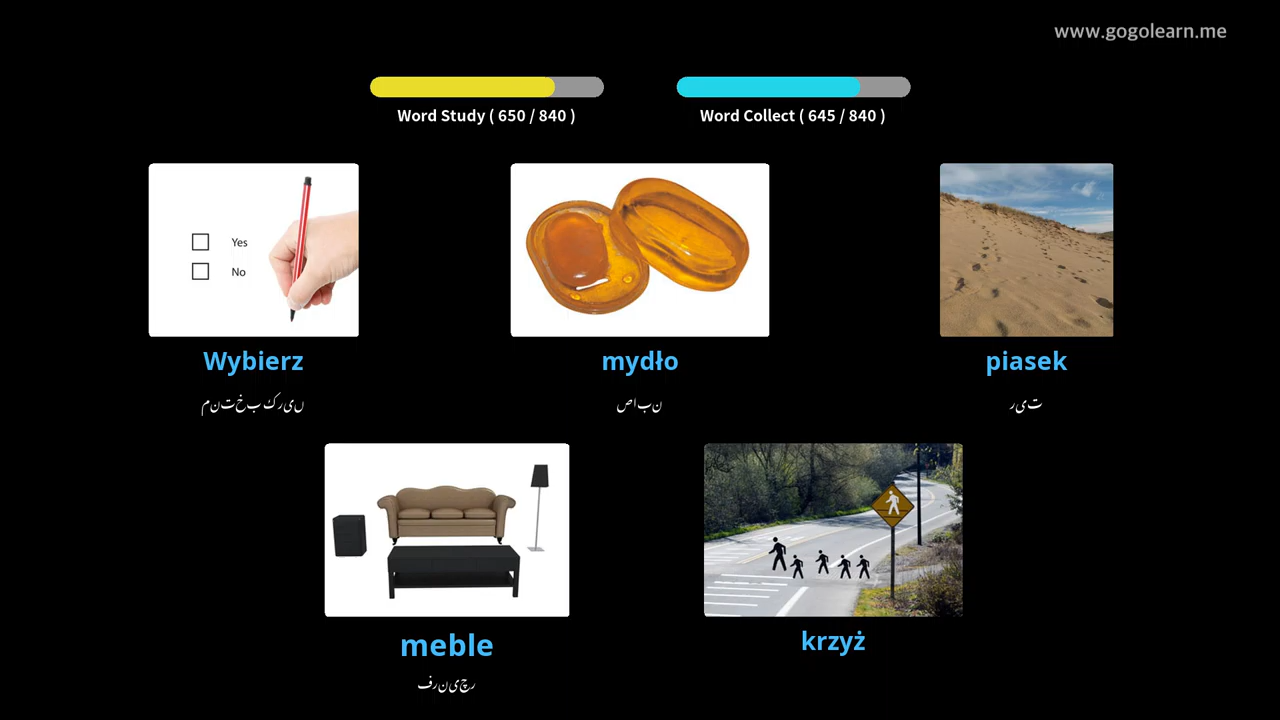 www.gogolearn.me
Word Study ( 650 / 840 )
Word Collect ( 645 / 840 )
Yes
No
Wybierz
منتخب کریں
mydło
صابن
piasek
ریت
meble
فرنیچر
krzyż